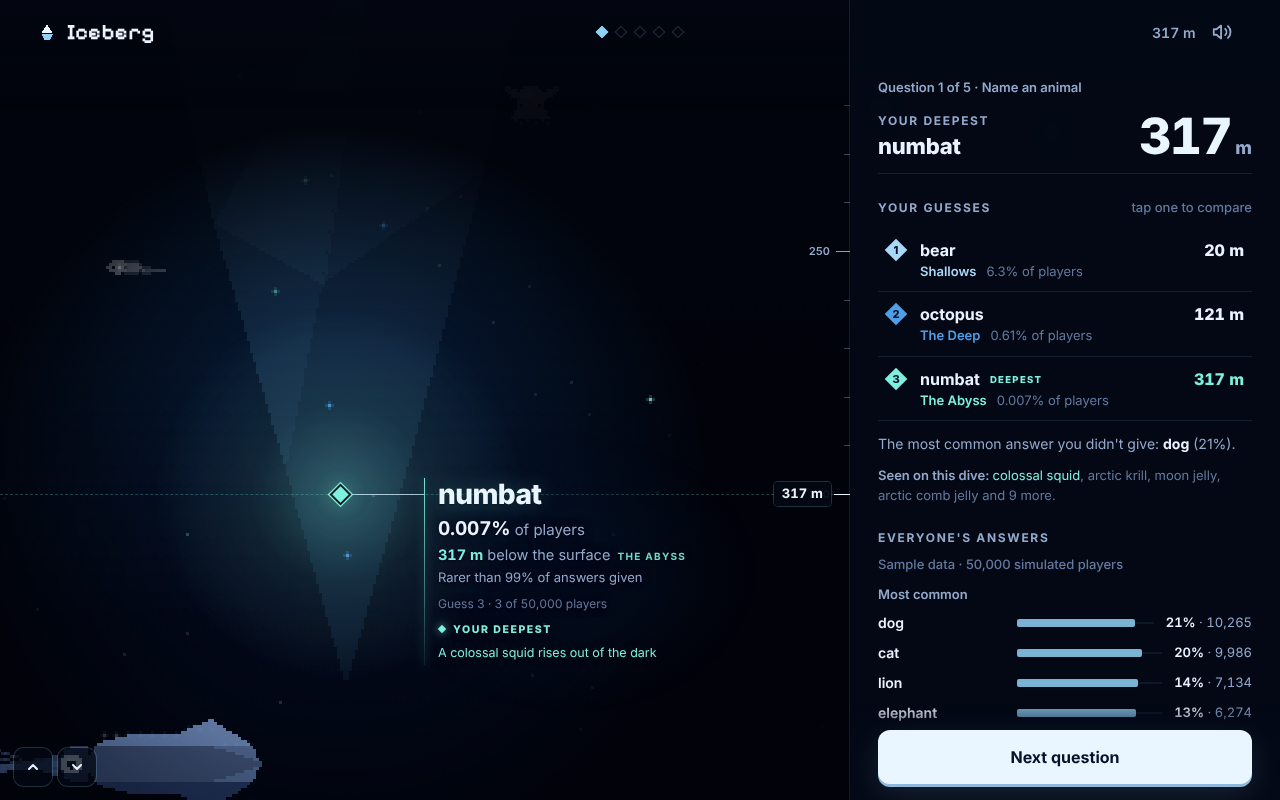 Iceberg
317 m
Question 1 of 5 · Name an animal
YOUR DEEPEST
numbat
317 m
YOUR GUESSES
tap one to compare
1
bear
20 m
Shallows 6.3% of players
2
octopus
121 m
The Deep 0.61% of players
3
numbat DEEPEST
317 m
The Abyss 0.007% of players
The most common answer you didn't give: dog (21%).
Seen on this dive: colossal squid, arctic krill, moon jelly,
arctic comb jelly and 9 more.
EVERYONE'S ANSWERS
Sample data · 50,000 simulated players
Most common
dog
21% · 10,265
cat
20% · 9,986
lion
14% · 7,134
elephant
13% · 6,274
Next question
250
317 m
numbat
0.007% of players
317 m below the surface THE ABYSS
Rarer than 99% of answers given
Guess 3 · 3 of 50,000 players
YOUR DEEPEST
A colossal squid rises out of the dark